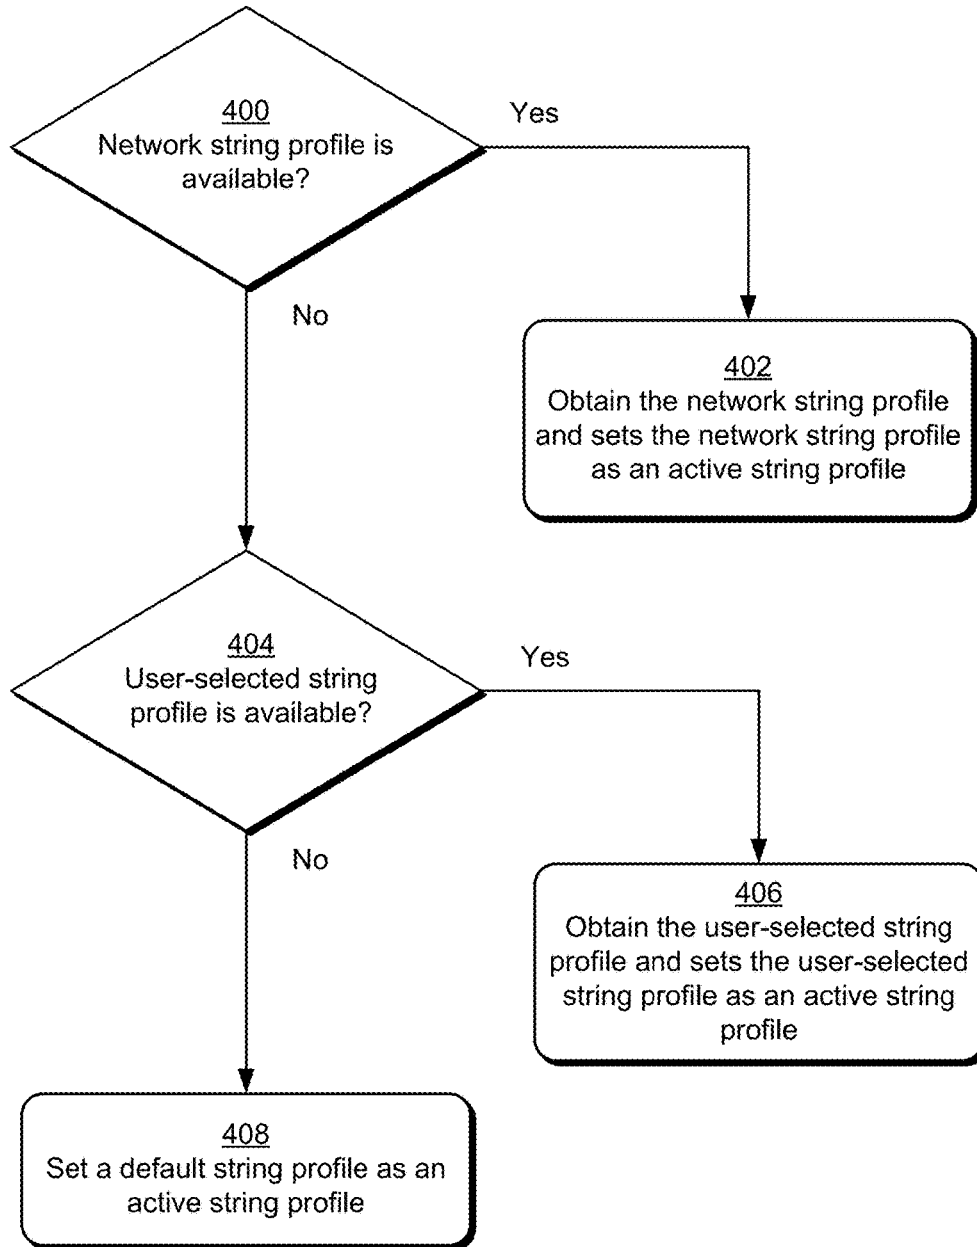 400
Network string profile is
available?
Yes
No
402
Obtain the network string profile
and sets the network string profile
as an active string profile
404
User-selected string
profile is available?
Yes
No
406
Obtain the user-selected string
profile and sets the user-selected
string profile as an active string
profile
408
Set a default string profile as an
active string profile